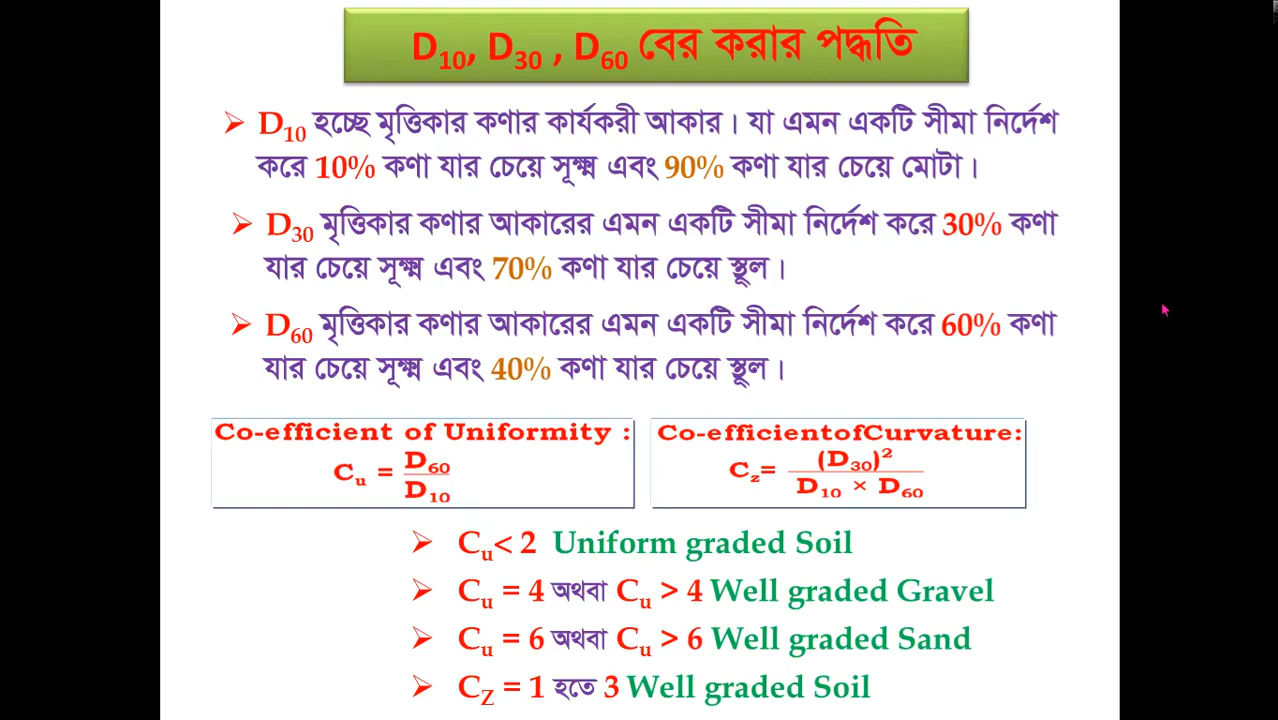 D10, D30 , D60 বের করার পদ্ধতি
➢ D10 হচ্ছে মৃত্তিকার কণার কার্যকরী আকার। যা এমন একটি সীমা নির্দেশ
করে 10% কণা যার চেয়ে সূক্ষ্ম এবং 90% কণা যার চেয়ে মোটা।
➢ D30 মৃত্তিকার কণার আকারের এমন একটি সীমা নির্দেশ করে 30% কণা
যার চেয়ে সূক্ষ্ম এবং 70% কণা যার চেয়ে স্থূল।
➢ D60 মৃত্তিকার কণার আকারের এমন একটি সীমা নির্দেশ করে 60% কণা
যার চেয়ে সূক্ষ্ম এবং 40% কণা যার চেয়ে স্থূল।
Co-efficient of Uniformity :
Cu = D60 / D10
Co-efficientofCurvature:
Cz= (D30)² / D10 × D60
➢ Cu< 2 Uniform graded Soil
➢ Cu = 4 অথবা Cu > 4 Well graded Gravel
➢ Cu = 6 অথবা Cu > 6 Well graded Sand
➢ CZ = 1 হতে 3 Well graded Soil